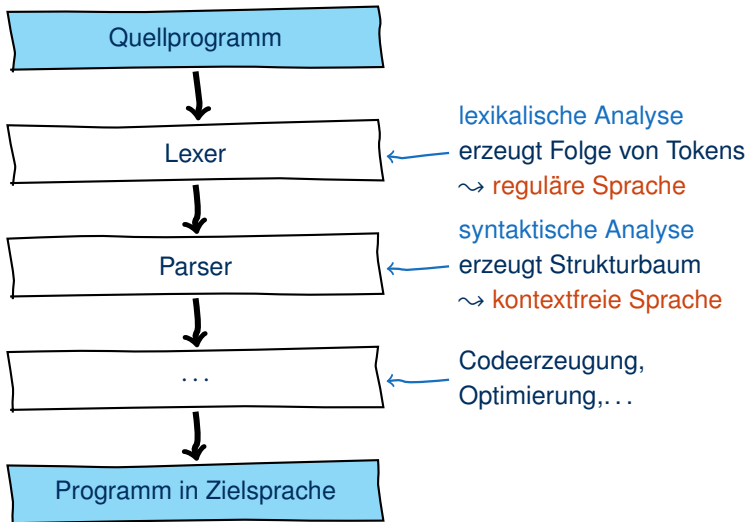 Quellprogramm
lexikalische Analyse
Lexer
erzeugt Folge von Tokens
⤳ reguläre Sprache
syntaktische Analyse
Parser
erzeugt Strukturbaum
⤳ kontextfreie Sprache
...
Codeerzeugung,
Optimierung,...
Programm in Zielsprache